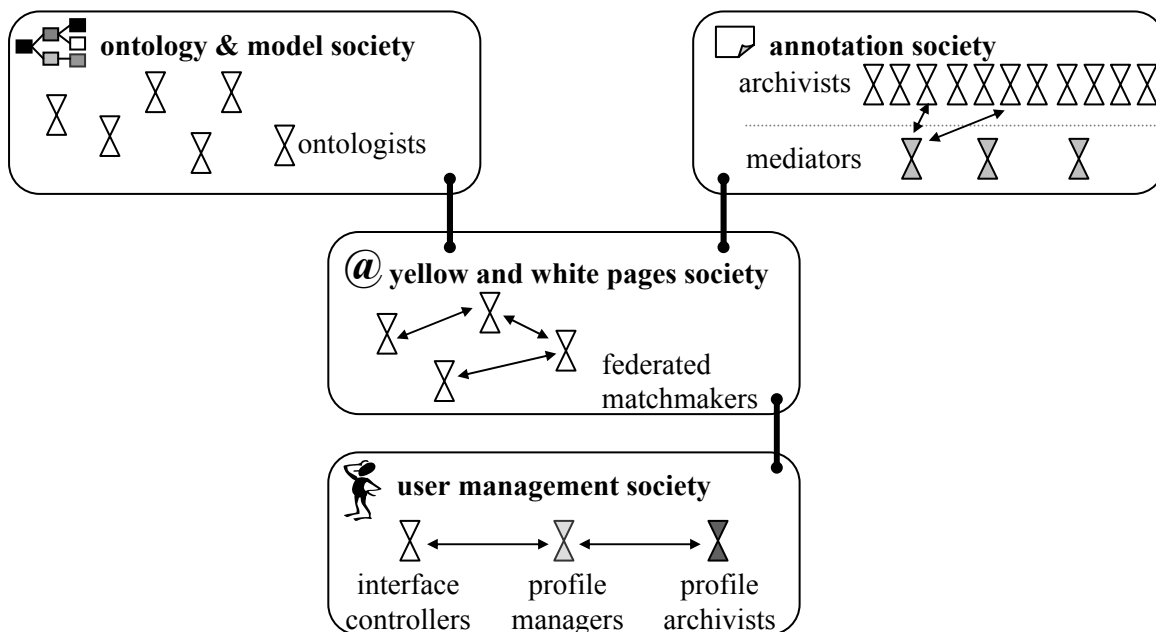 ontology & model society
ontologists
annotation society
archivists
mediators
@ yellow and white pages society
federated
matchmakers
user management society
interface
controllers
profile
managers
profile
archivists